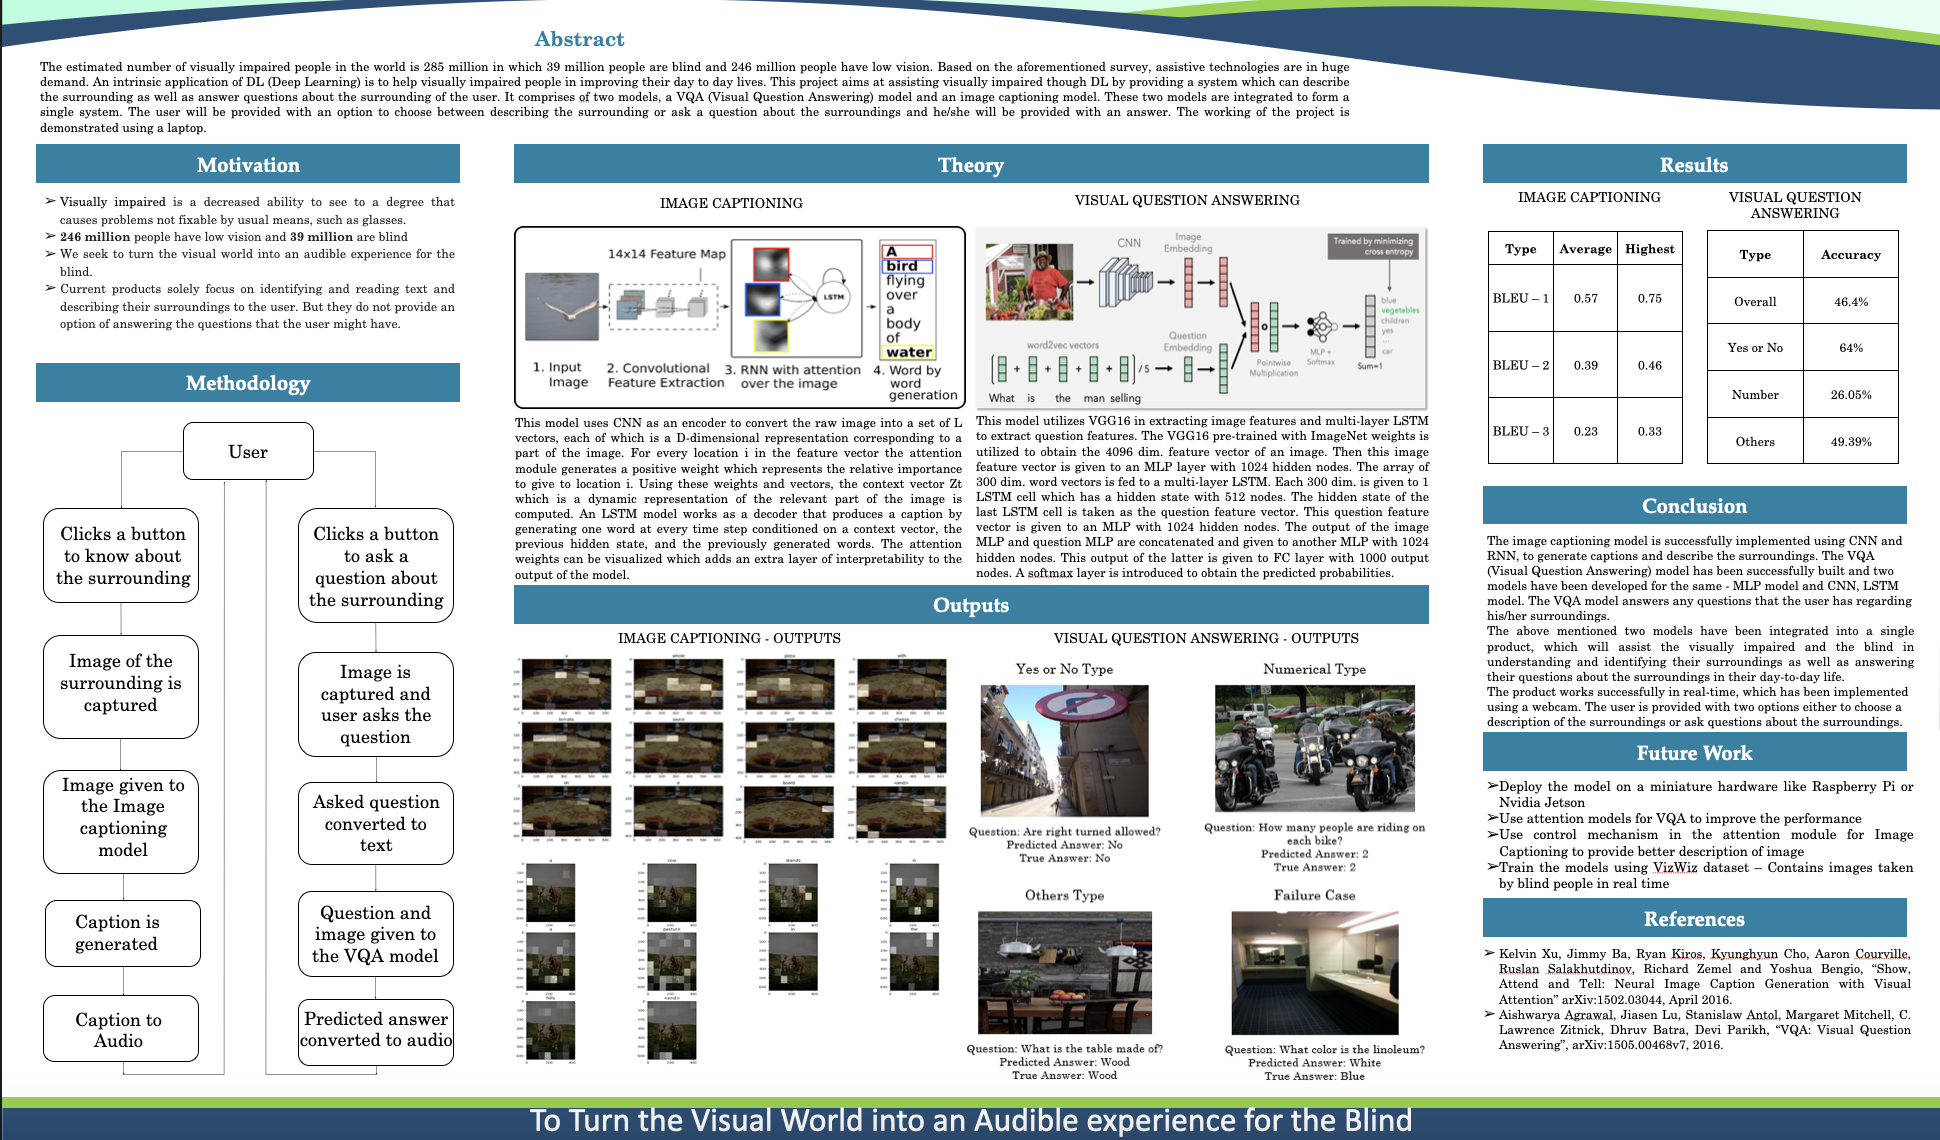 Abstract
The estimated number of visually impaired people in the world is 285 million in which 39 million people are blind and 246 million people have low vision. Based on the aforementioned survey, assistive technologies are in huge
demand. An intrinsic application of DL (Deep Learning) is to help visually impaired people in improving their day to day lives. This project aims at assisting visually impaired though DL by providing a system which can describe
the surrounding as well as answer questions about the surrounding of the user. It comprises of two models, a VQA (Visual Question Answering) model and an image captioning model. These two models are integrated to form a
single system. The user will be provided with an option to choose between describing the surrounding or ask a question about the surroundings and he/she will be provided with an answer. The working of the project is
demonstrated using a laptop.
Motivation
➢ Visually impaired is a decreased ability to see to a degree that
causes problems not fixable by usual means, such as glasses.
➢ 246 million people have low vision and 39 million are blind
➢ We seek to turn the visual world into an audible experience for the
blind.
➢ Current products solely focus on identifying and reading text and
describing their surroundings to the user. But they do not provide an
option of answering the questions that the user might have.
Methodology
User
Clicks a button
to know about
the surrounding
Image of the
surrounding is
captured
Image given to
the Image
captioning
model
Caption is
generated
Caption to
Audio
Clicks a button
to ask a
question about
the surrounding
Image is
captured and
user asks the
question
Asked question
converted to
text
Question and
image given to
the VQA model
Predicted answer
converted to audio
Theory
IMAGE CAPTIONING
14x14 Feature Map
LSTM
A
bird
flying
over
a
body
of
water
1. Input
Image
2. Convolutional
Feature Extraction
3. RNN with attention
over the image
4. Word by
word
generation
This model uses CNN as an encoder to convert the raw image into a set of L
vectors, each of which is a D-dimensional representation corresponding to a
part of the image. For every location i in the feature vector the attention
module generates a positive weight which represents the relative importance
to give to location i. Using these weights and vectors, the context vector Zt
which is a dynamic representation of the relevant part of the image is
computed. An LSTM model works as a decoder that produces a caption by
generating one word at every time step conditioned on a context vector, the
previous hidden state, and the previously generated words. The attention
weights can be visualized which adds an extra layer of interpretability to the
output of the model.
VISUAL QUESTION ANSWERING
CNN
Image
Embedding
Trained by minimizing
cross entropy
word2vec vectors
Question
Embedding
+ + + + /5
What is the man selling
Pointwise
Multiplication
MLP +
Softmax
blue
vegetables
children
yes
...
car
Sum=1
This model utilizes VGG16 in extracting image features and multi-layer LSTM
to extract question features. The VGG16 pre-trained with ImageNet weights is
utilized to obtain the 4096 dim. feature vector of an image. Then this image
feature vector is given to an MLP layer with 1024 hidden nodes. The array of
300 dim. word vectors is fed to a multi-layer LSTM. Each 300 dim. is given to 1
LSTM cell which has a hidden state with 512 nodes. The hidden state of the
last LSTM cell is taken as the question feature vector. This question feature
vector is given to an MLP with 1024 hidden nodes. The output of the image
MLP and question MLP are concatenated and given to another MLP with 1024
hidden nodes. This output of the latter is given to FC layer with 1000 output
nodes. A softmax layer is introduced to obtain the predicted probabilities.
Outputs
IMAGE CAPTIONING - OUTPUTS
VISUAL QUESTION ANSWERING - OUTPUTS
Yes or No Type
Question: Are right turned allowed?
Predicted Answer: No
True Answer: No
Numerical Type
Question: How many people are riding on
each bike?
Predicted Answer: 2
True Answer: 2
Others Type
Question: What is the table made of?
Predicted Answer: Wood
True Answer: Wood
Failure Case
Question: What color is the linoleum?
Predicted Answer: White
True Answer: Blue
Results
IMAGE CAPTIONING
Type Average Highest
BLEU – 1 0.57 0.75
BLEU – 2 0.39 0.46
BLEU – 3 0.23 0.33
VISUAL QUESTION
ANSWERING
Type Accuracy
Overall 46.4%
Yes or No 64%
Number 26.05%
Others 49.39%
Conclusion
The image captioning model is successfully implemented using CNN and
RNN, to generate captions and describe the surroundings. The VQA
(Visual Question Answering) model has been successfully built and two
models have been developed for the same - MLP model and CNN, LSTM
model. The VQA model answers any questions that the user has regarding
his/her surroundings.
The above mentioned two models have been integrated into a single
product, which will assist the visually impaired and the blind in
understanding and identifying their surroundings as well as answering
their questions about the surroundings in their day-to-day life.
The product works successfully in real-time, which has been implemented
using a webcam. The user is provided with two options either to choose a
description of the surroundings or ask questions about the surroundings.
Future Work
➢Deploy the model on a miniature hardware like Raspberry Pi or
Nvidia Jetson
➢Use attention models for VQA to improve the performance
➢Use control mechanism in the attention module for Image
Captioning to provide better description of image
➢Train the models using VizWiz dataset – Contains images taken
by blind people in real time
References
➢ Kelvin Xu, Jimmy Ba, Ryan Kiros, Kyunghyun Cho, Aaron Courville,
Ruslan Salakhutdinov, Richard Zemel and Yoshua Bengio, “Show,
Attend and Tell: Neural Image Caption Generation with Visual
Attention” arXiv:1502.03044, April 2016.
➢ Aishwarya Agrawal, Jiasen Lu, Stanislaw Antol, Margaret Mitchell, C.
Lawrence Zitnick, Dhruv Batra, Devi Parikh, “VQA: Visual Question
Answering”, arXiv:1505.00468v7, 2016.
To Turn the Visual World into an Audible experience for the Blind